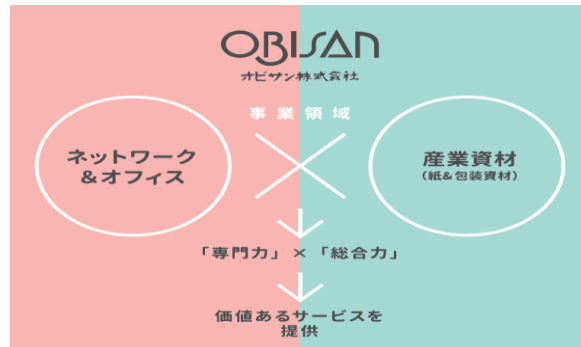 OBISAN
オビサン株式会社
事業領域
ネットワーク
&オフィス
産業資材
(紙&包装資材)
「専門力」×「総合力」
価値あるサービスを
提供